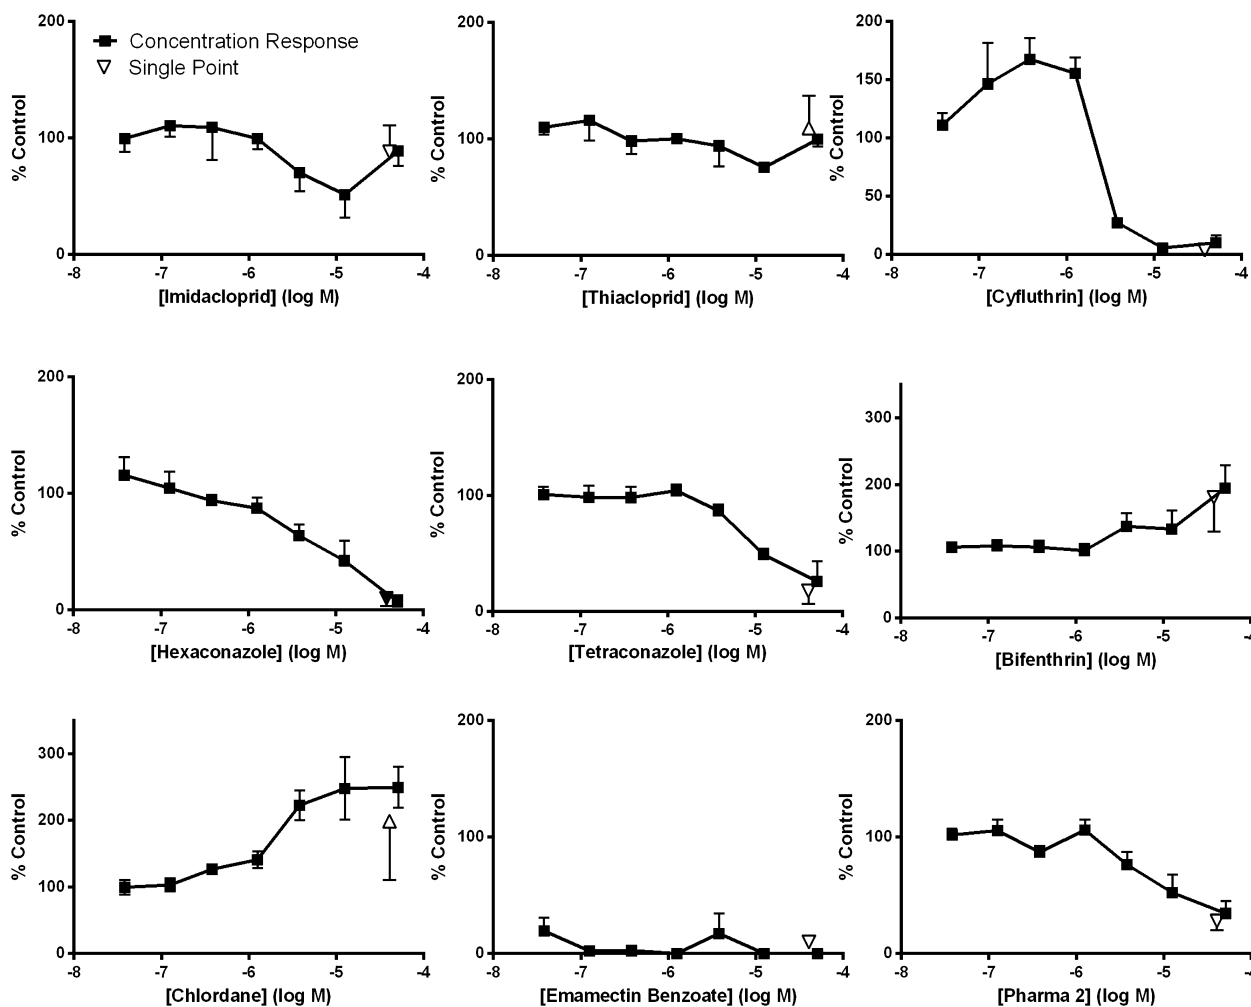 200
Concentration Response
Single Point
% Control
100
0
-8 -7 -6 -5 -4
[Imidacloprid] (log M)
200
% Control
100
0
-8 -7 -6 -5 -4
[Thiacloprid] (log M)
200
150
% Control
100
50
0
-8 -7 -6 -5 -4
[Cyfluthrin] (log M)
200
% Control
100
0
-8 -7 -6 -5 -4
[Hexaconazole] (log M)
200
% Control
100
0
-8 -7 -6 -5 -4
[Tetraconazole] (log M)
300
% Control
200
100
0
-8 -7 -6 -5 -4
[Bifenthrin] (log M)
300
% Control
200
100
0
-8 -7 -6 -5 -4
[Chlordane] (log M)
200
% Control
100
0
-8 -7 -6 -5 -4
[Emamectin Benzoate] (log M)
200
% Control
100
0
-8 -7 -6 -5 -4
[Pharma 2] (log M)